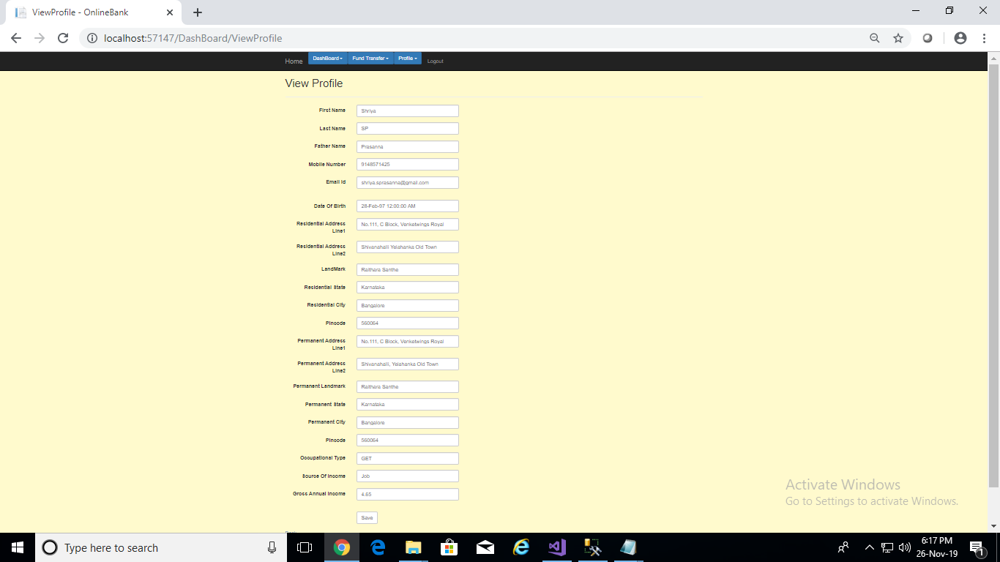 ViewProfile - OnlineBank
localhost:57147/DashBoard/ViewProfile
Home DashBoard Fund Transfer Profile Logout
View Profile
First Name Shriya
Last Name SP
Father Name Prasanna
Mobile Number 9148571425
Email Id shriya.sprasanna@gmail.com
Date Of Birth 28-Feb-97 12:00:00 AM
Residential Address No.111, C Block, Venketwings Royal
Line1
Residential Address Shivanahalli Yelahanka Old Town
Line2
LandMark Raithara Santhe
Residential State Karnataka
Residential City Bangalore
Pincode 560064
Permanent Address No.111, C Block, Venketwings Royal
Line1
Permanent Address Shivanahalli, Yelahanka Old Town
Line2
Permanent Landmark Raithara Santhe
Permanent State Karnataka
Permanent City Bangalore
Pincode 560064
Occupational Type GET
Source Of Income Job
Gross Annual Income 4.65
Save
Activate Windows
Go to Settings to activate Windows.
Type here to search
6:17 PM
26-Nov-19
1